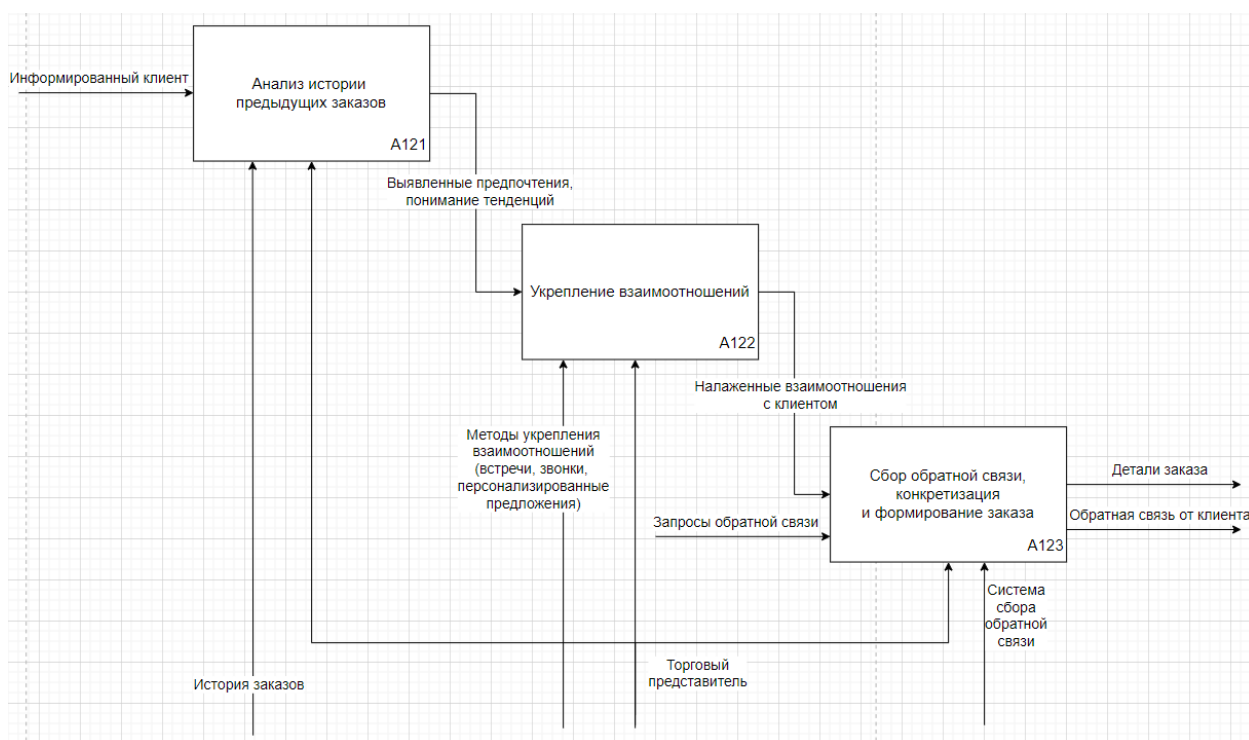 Информированный клиент
Анализ истории
предыдущих заказов
A121
Выявленные предпочтения,
понимание тенденций
Укрепление взаимоотношений
A122
Налаженные взаимоотношения
с клиентом
Методы укрепления
взаимоотношений
(встречи, звонки,
персонализированные
предложения)
Сбор обратной связи,
конкретизация
и формирование заказа
A123
Детали заказа
Обратная связь от клиента
Запросы обратной связи
Система
сбора
обратной
связи
Торговый
представитель
История заказов